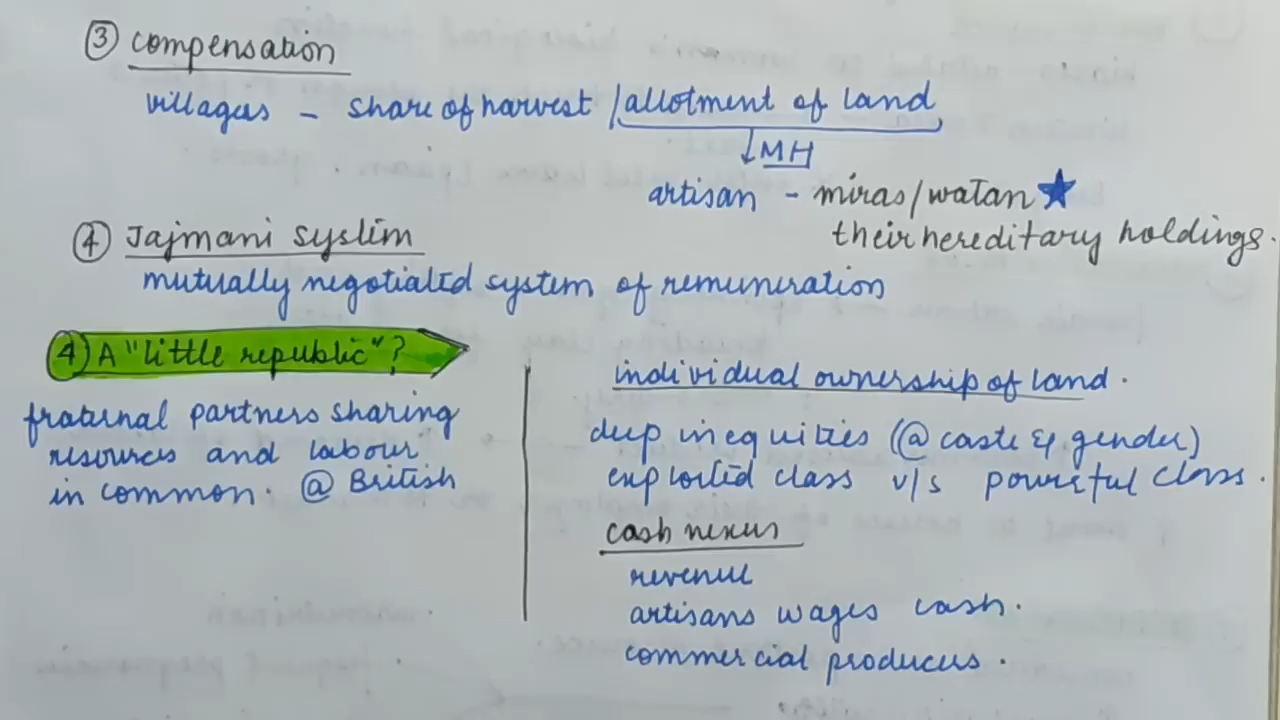 ③ compensation
villages - share of harvest / allotment of land
↓ MH
artisan - miras/watan ★
their hereditary holdings.
④ Jajmani System
mutually negotiated system of remuneration
④ A "little republic"?
fraternal partners sharing
resources and labour
in common. @ British
individual ownership of land.
deep inequities (@ caste & gender)
exploited class v/s powerful class.
cash nexus
revenue
artisans wages cash.
commercial producers.